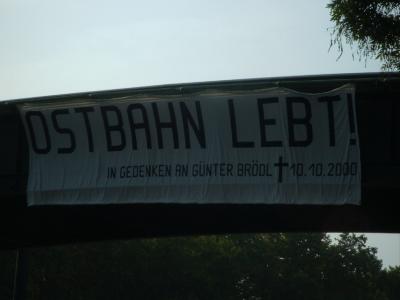 OSTBAHN LEBT!
IN GEDENKEN AN GÜNTER BRÖDL ✝ 10.10.2000